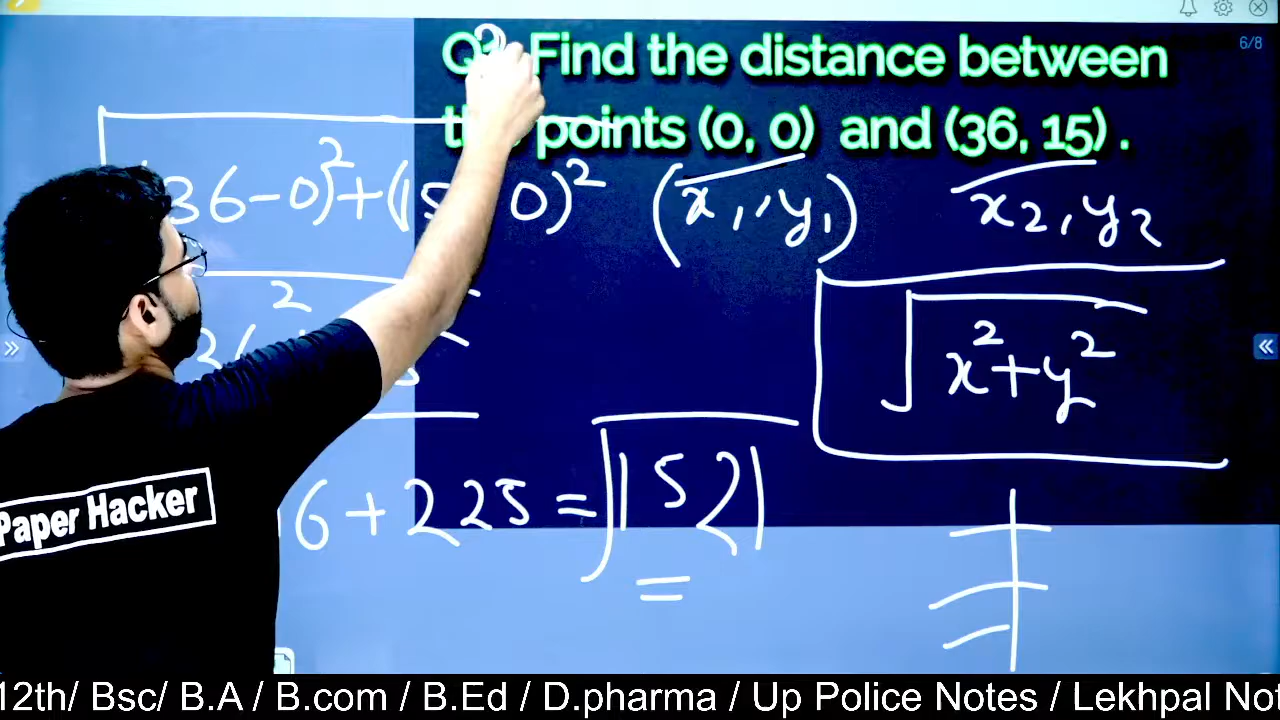 6/8
Find the distance between
points (0, 0) and (36, 15) .
36-0)²+(15 0)²
(x₁, y₁)
x₂, y₂
2
√x²+y²
6 + 225 = √1521
Paper Hacker
12th/ Bsc/ B.A / B.com / B.Ed / D.pharma / Up Police Notes / Lekhpal Not